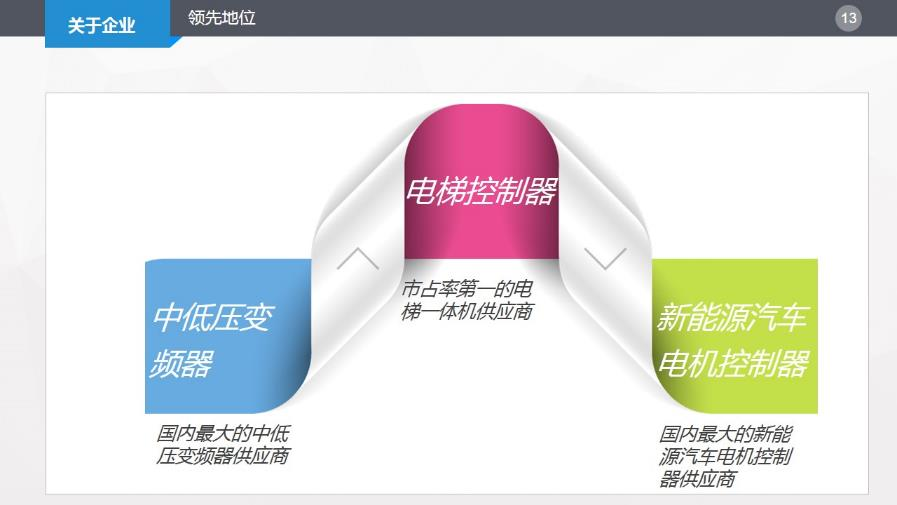 关于企业
领先地位
13
电梯控制器
市占率第一的电
梯一体机供应商
中低压变
频器
国内最大的中低
压变频器供应商
新能源汽车
电机控制器
国内最大的新能
源汽车电机控制
器供应商